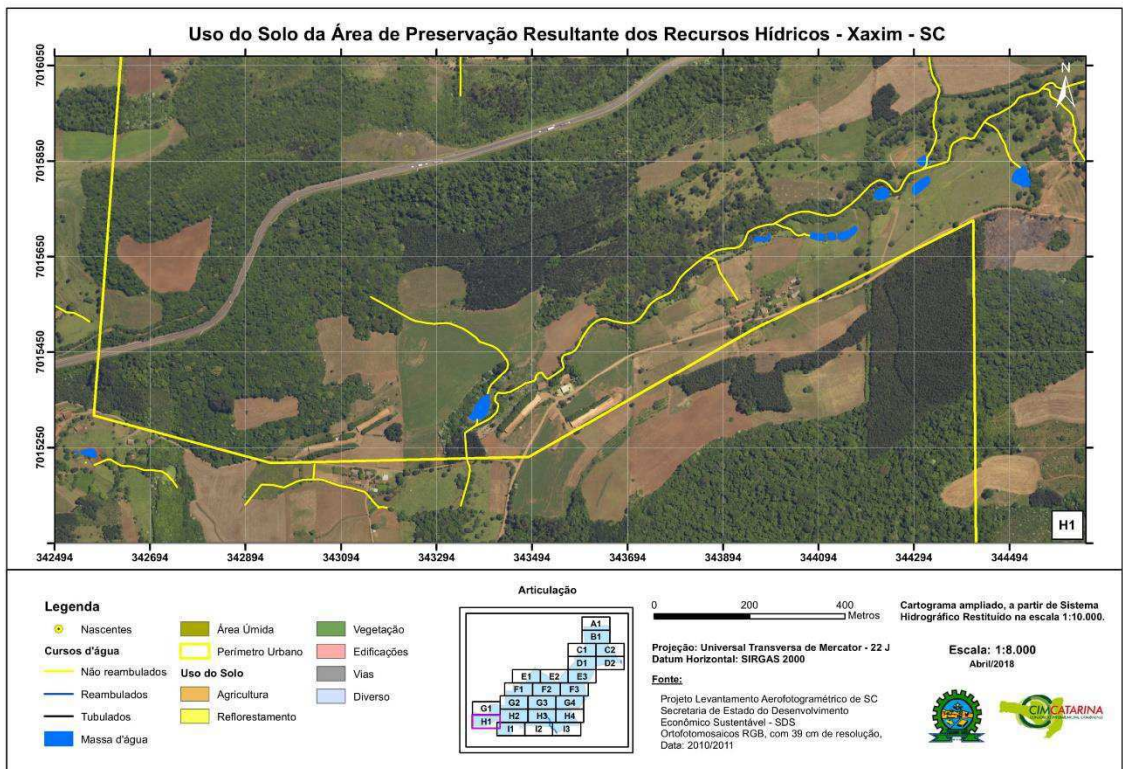 Uso do Solo da Área de Preservação Resultante dos Recursos Hídricos - Xaxim - SC
7016050
7015850
7015650
7015450
7015250
N
H1
342494 342694 342894 343094 343294 343494 343694 343894 344094 344294 344494
Legenda
Nascentes
Cursos d'água
Não reambulados
Reambulados
Tubulados
Massa d'água
Área Úmida
Perímetro Urbano
Uso do Solo
Agricultura
Reflorestamento
Vegetação
Edificações
Vias
Diverso
Articulação
A1
B1
C1 C2
D1 D2
E1 E2 E3
F1 F2 F3
G1 G2 G3 G4
H1 H2 H3 H4
I1 I2 I3
0 200 400
Metros
Projeção: Universal Transversa de Mercator - 22 J
Datum Horizontal: SIRGAS 2000
Fonte:
Projeto Levantamento Aerofotogramétrico de SC
Secretaria de Estado do Desenvolvimento
Econômico Sustentável - SDS
Ortofotomosaicos RGB, com 39 cm de resolução,
Data: 2010/2011
Cartograma ampliado, a partir de Sistema
Hidrográfico Restituído na escala 1:10.000.
Escala: 1:8.000
Abril/2018
CIMCATARINA